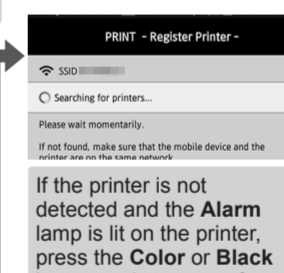 PRINT - Register Printer -
SSID
Searching for printers...
Please wait momentarily.
If not found, make sure that the mobile device and the
printer are on the same network
If the printer is not
detected and the Alarm
lamp is lit on the printer,
press the Color or Black